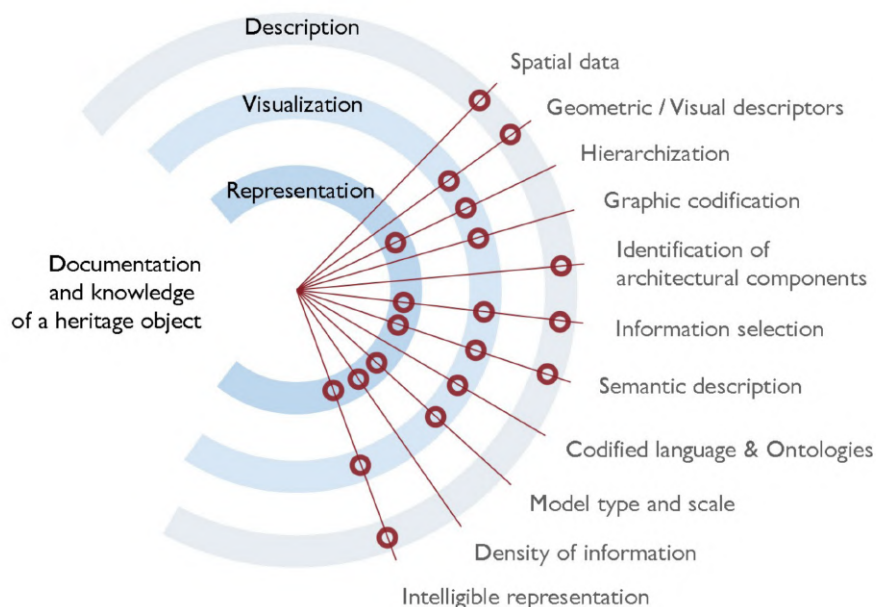 Description
Visualization
Representation
Documentation
and knowledge
of a heritage object
Spatial data
Geometric / Visual descriptors
Hierarchization
Graphic codification
Identification of
architectural components
Information selection
Semantic description
Codified language & Ontologies
Model type and scale
Density of information
Intelligible representation